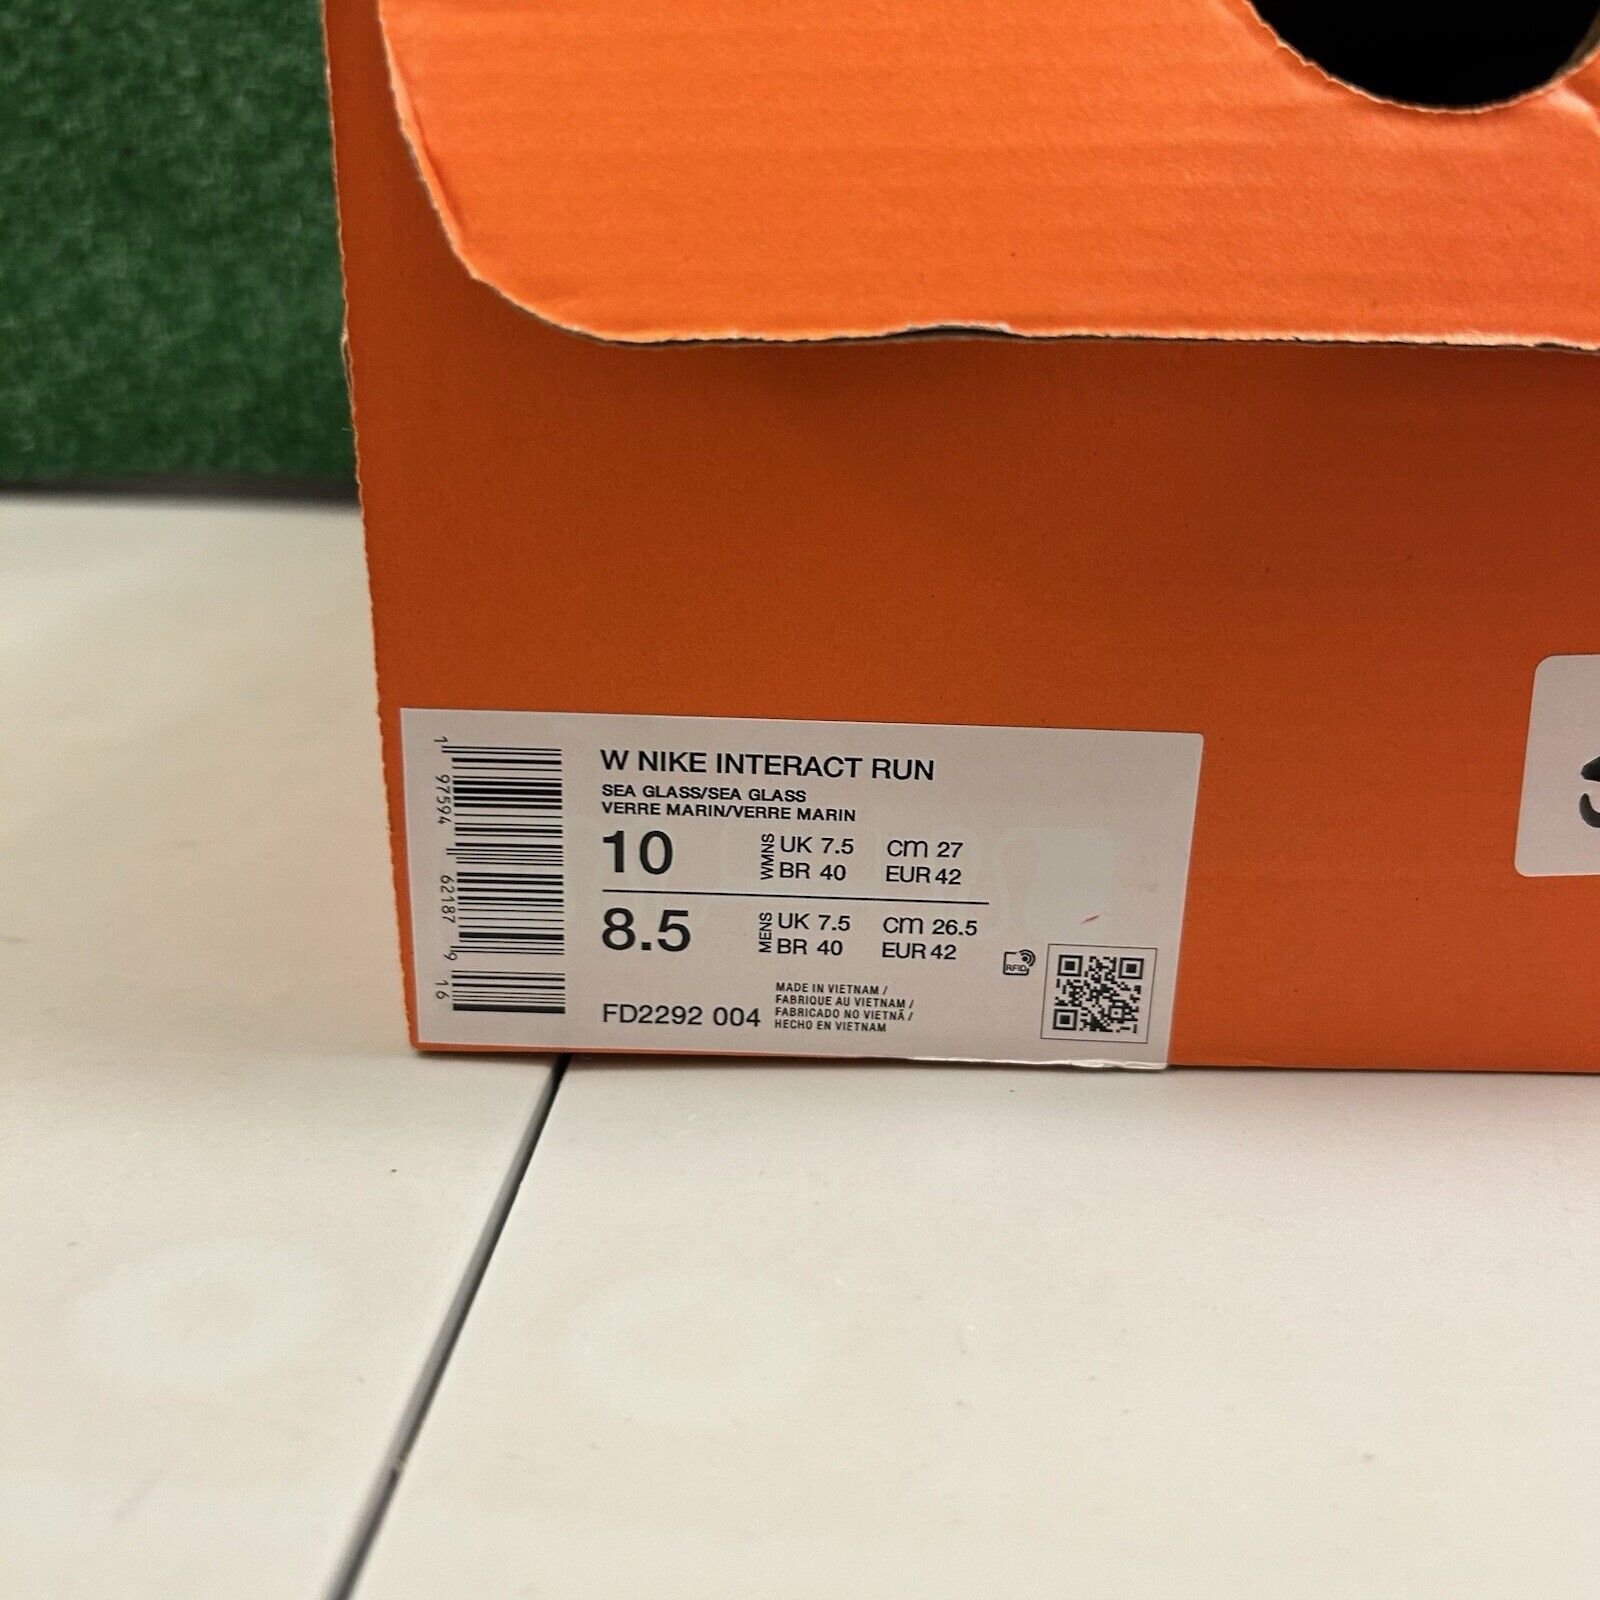 W NIKE INTERACT RUN
SEA GLASS/SEA GLASS
VERRE MARIN/VERRE MARIN
10 WMNS UK 7.5 cm 27
BR 40 EUR 42
8.5 MENS UK 7.5 cm 26.5
BR 40 EUR 42
RFID
FD2292 004
MADE IN VIETNAM /
FABRIQUE AU VIETNAM /
FABRICADO NO VIETNÃ /
HECHO EN VIETNAM
1 97594 62187 9 16